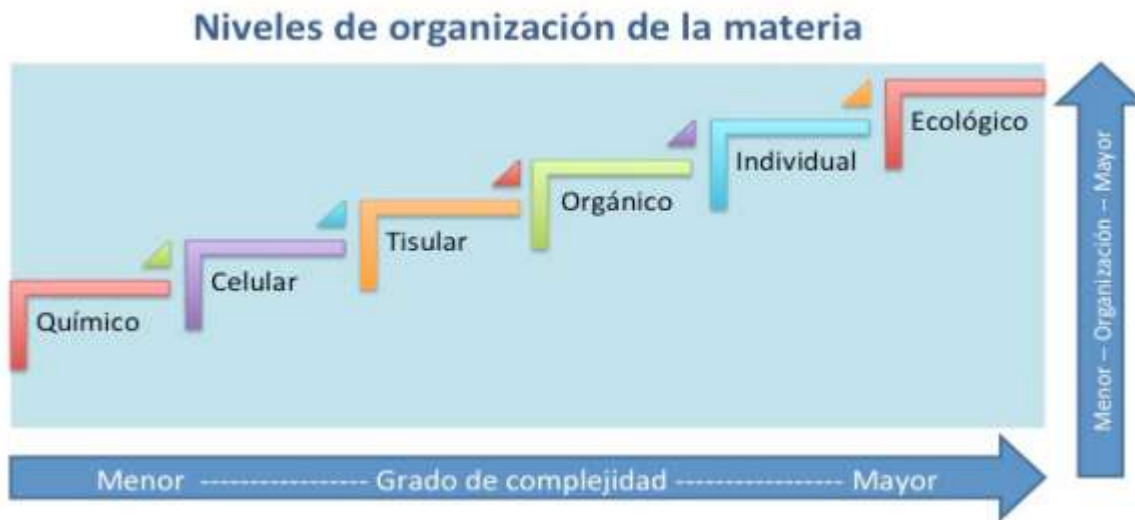 Niveles de organización de la materia
Ecológico
Individual
Orgánico
Tisular
Celular
Químico
Menor – Organización – Mayor
Menor ---------------- Grado de complejidad ---------------- Mayor